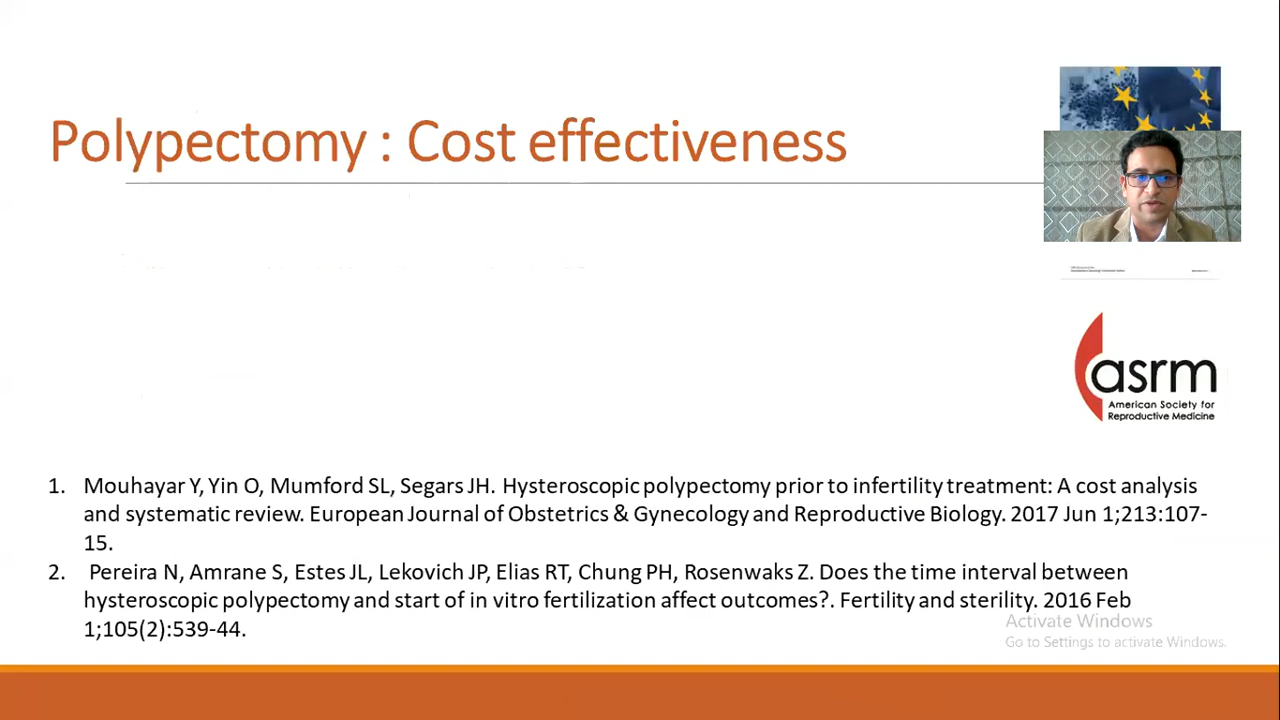 Polypectomy : Cost effectiveness
asrm
American Society for
Reproductive Medicine
1. Mouhayar Y, Yin O, Mumford SL, Segars JH. Hysteroscopic polypectomy prior to infertility treatment: A cost analysis
and systematic review. European Journal of Obstetrics & Gynecology and Reproductive Biology. 2017 Jun 1;213:107-
15.
2. Pereira N, Amrane S, Estes JL, Lekovich JP, Elias RT, Chung PH, Rosenwaks Z. Does the time interval between
hysteroscopic polypectomy and start of in vitro fertilization affect outcomes?. Fertility and sterility. 2016 Feb
1;105(2):539-44.
Activate Windows
Go to Settings to activate Windows.